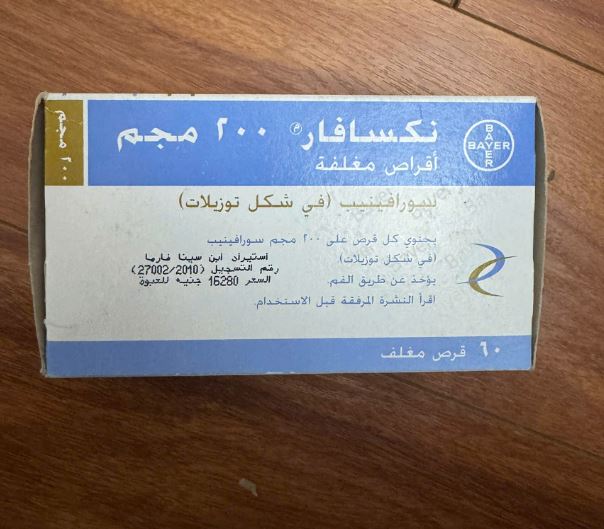 نكسافار® ٢٠٠ مجم
أقراص مغلفة
BAYER
BAYER
٢٠٠ مجم
سورافينيب (في شكل توزيلات)
يحتوي كل قرص على ٢٠٠ مجم سورافينيب
(في شكل توزيلات)
يؤخذ عن طريق الفم.
اقرأ النشرة المرفقة قبل الاستخدام.
استيراد ابن سينا فارما
رقم التسجيل (27002/2010)
السعر 16280 جنيه للعبوة
٦٠ قرص مغلف